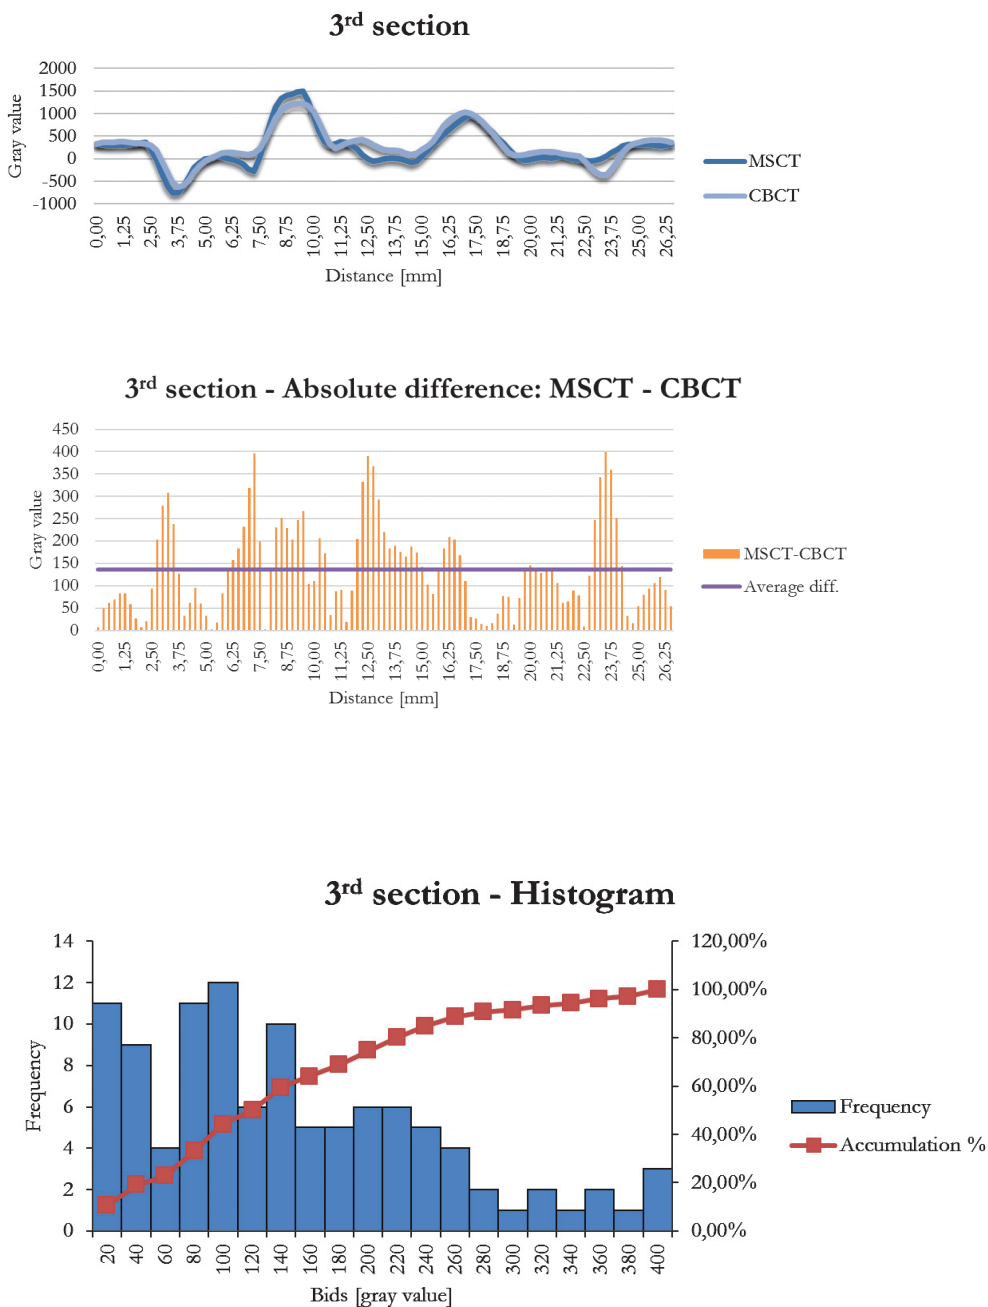 3rd section
2000
1500
1000
500
0
-500
-1000
Gray value
0,00 1,25 2,50 3,75 5,00 6,25 7,50 8,75 10,00 11,25 12,50 13,75 15,00 16,25 17,50 18,75 20,00 21,25 22,50 23,75 25,00 26,25
Distance [mm]
MSCT
CBCT
3rd section - Absolute difference: MSCT - CBCT
450
400
350
300
250
200
150
100
50
0
Gray value
0,00 1,25 2,50 3,75 5,00 6,25 7,50 8,75 10,00 11,25 12,50 13,75 15,00 16,25 17,50 18,75 20,00 21,25 22,50 23,75 25,00 26,25
Distance [mm]
MSCT-CBCT
Average diff.
3rd section - Histogram
14
12
10
8
6
4
2
0
Frequency
120,00%
100,00%
80,00%
60,00%
40,00%
20,00%
0,00%
20 40 60 80 100 120 140 160 180 200 220 240 260 280 300 320 340 360 380 400
Bids [gray value]
Frequency
Accumulation %